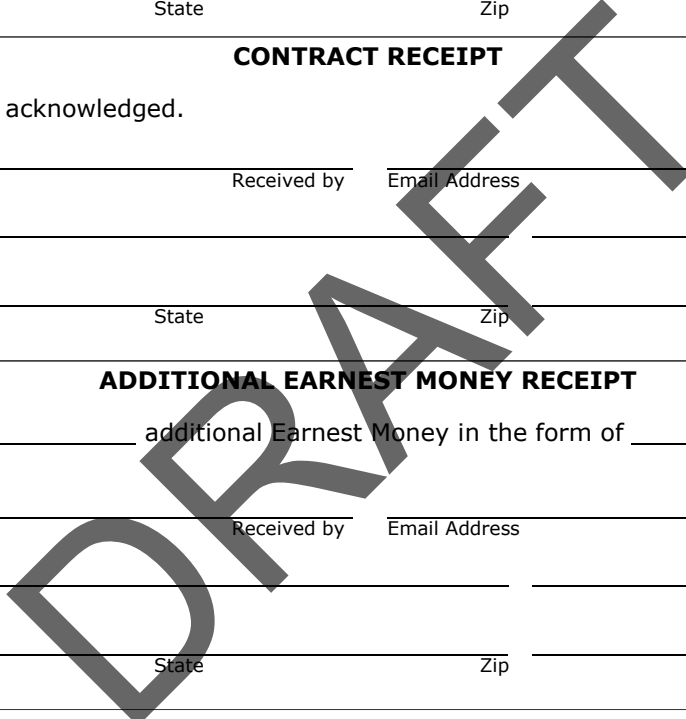 State Zip
CONTRACT RECEIPT
acknowledged.
Received by Email Address
State Zip
ADDITIONAL EARNEST MONEY RECEIPT
additional Earnest Money in the form of
Received by Email Address
State Zip
DRAFT